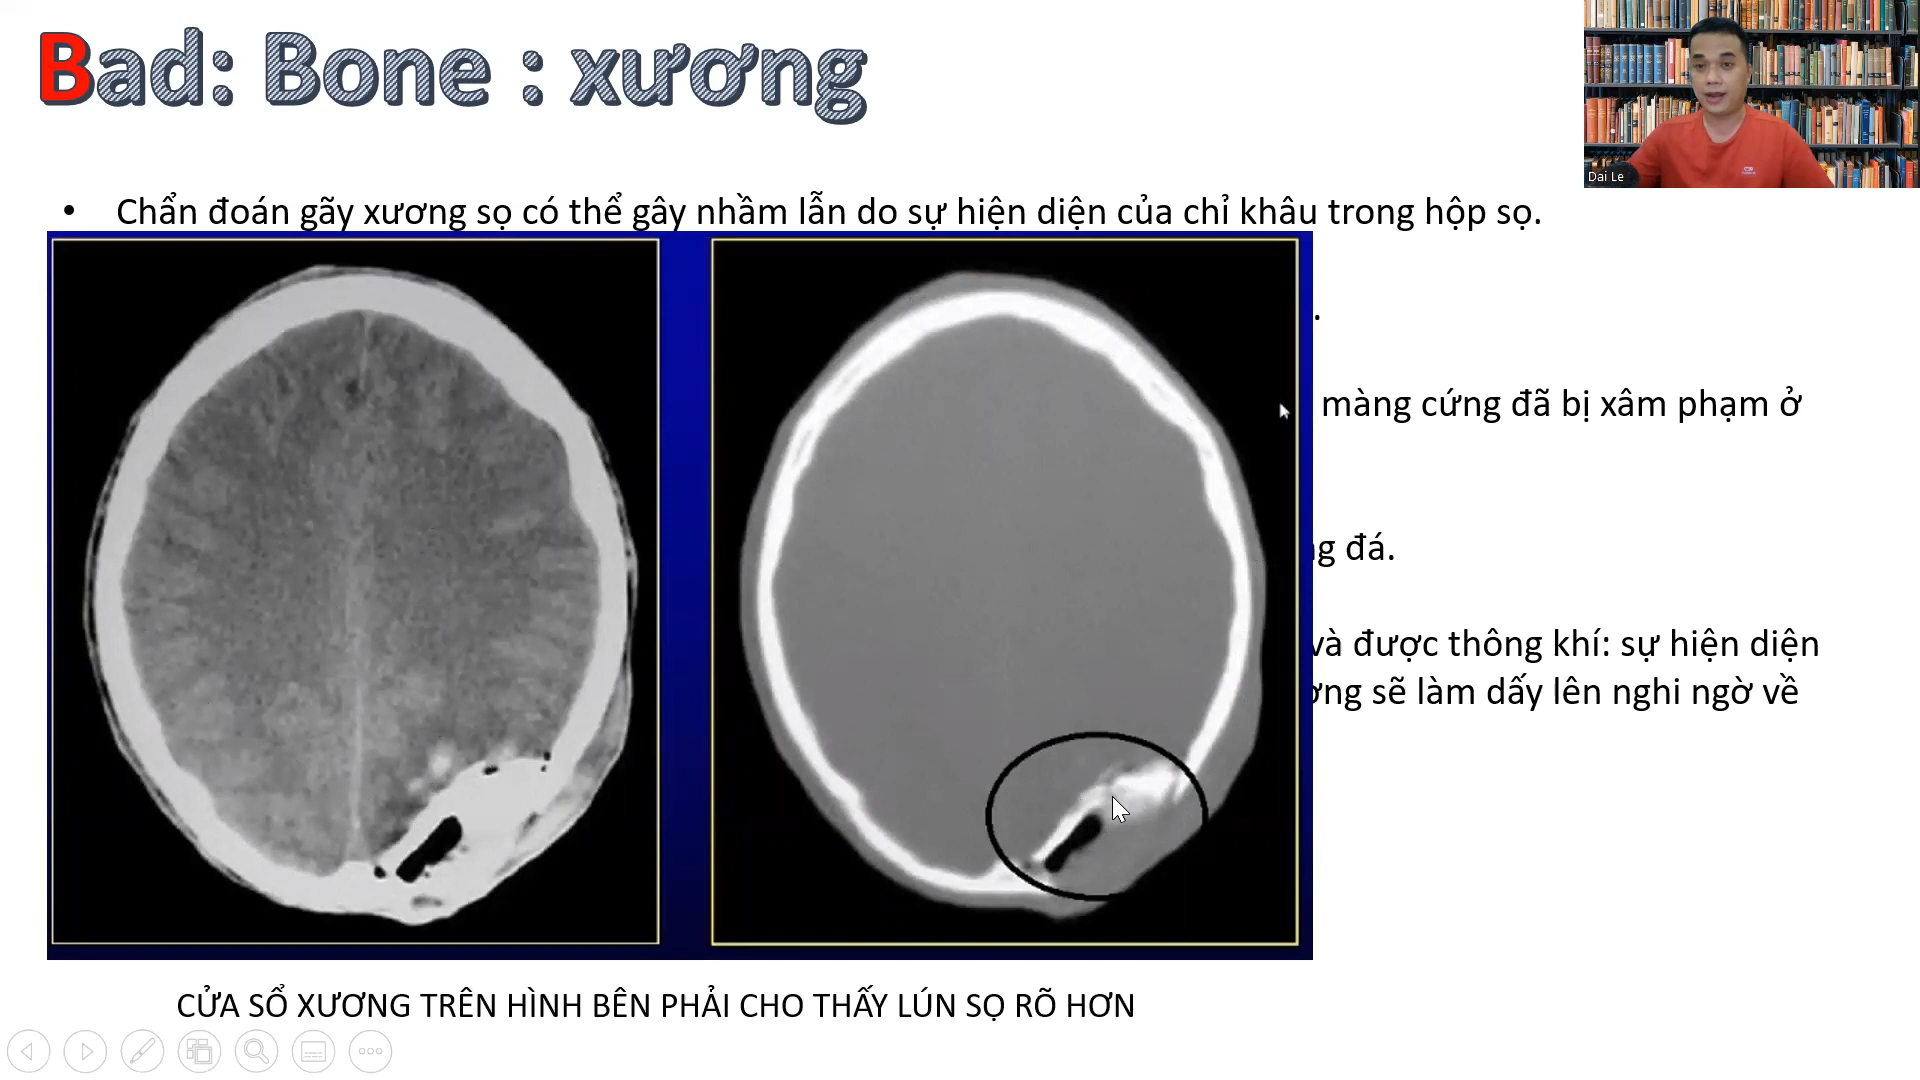 Bad: Bone : xương
Dai Le
Chẩn đoán gãy xương sọ có thể gây nhầm lẫn do sự hiện diện của chỉ khâu trong hộp sọ.
.
màng cứng đã bị xâm phạm ở
đá.
và được thông khí: sự hiện diện
sẽ làm dấy lên nghi ngờ về
CỬA SỔ XƯƠNG TRÊN HÌNH BÊN PHẢI CHO THẤY LÚN SỌ RÕ HƠN